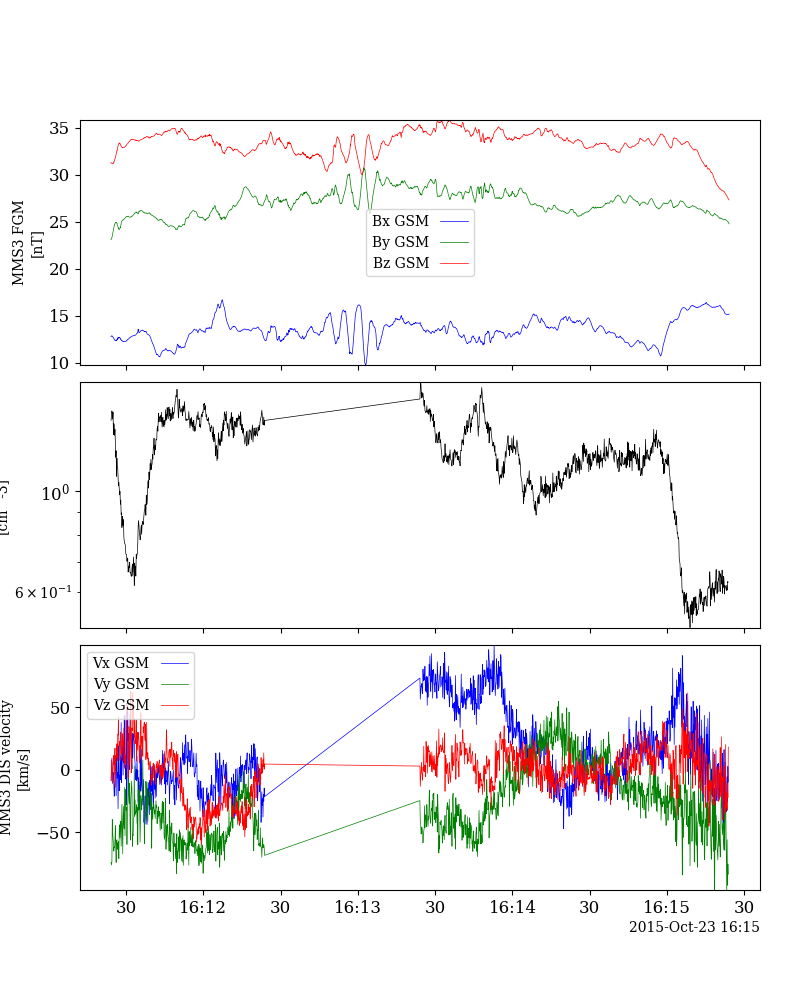 35
30
25
20
15
10
MMS3 FGM
[nT]
Bx GSM
By GSM
Bz GSM
10⁰
6 × 10⁻¹
Vx GSM
Vy GSM
Vz GSM
50
0
−50
MMS3 DIS velocity
[km/s]
30
16:12
30
16:13
30
16:14
30
16:15
30
2015-Oct-23 16:15